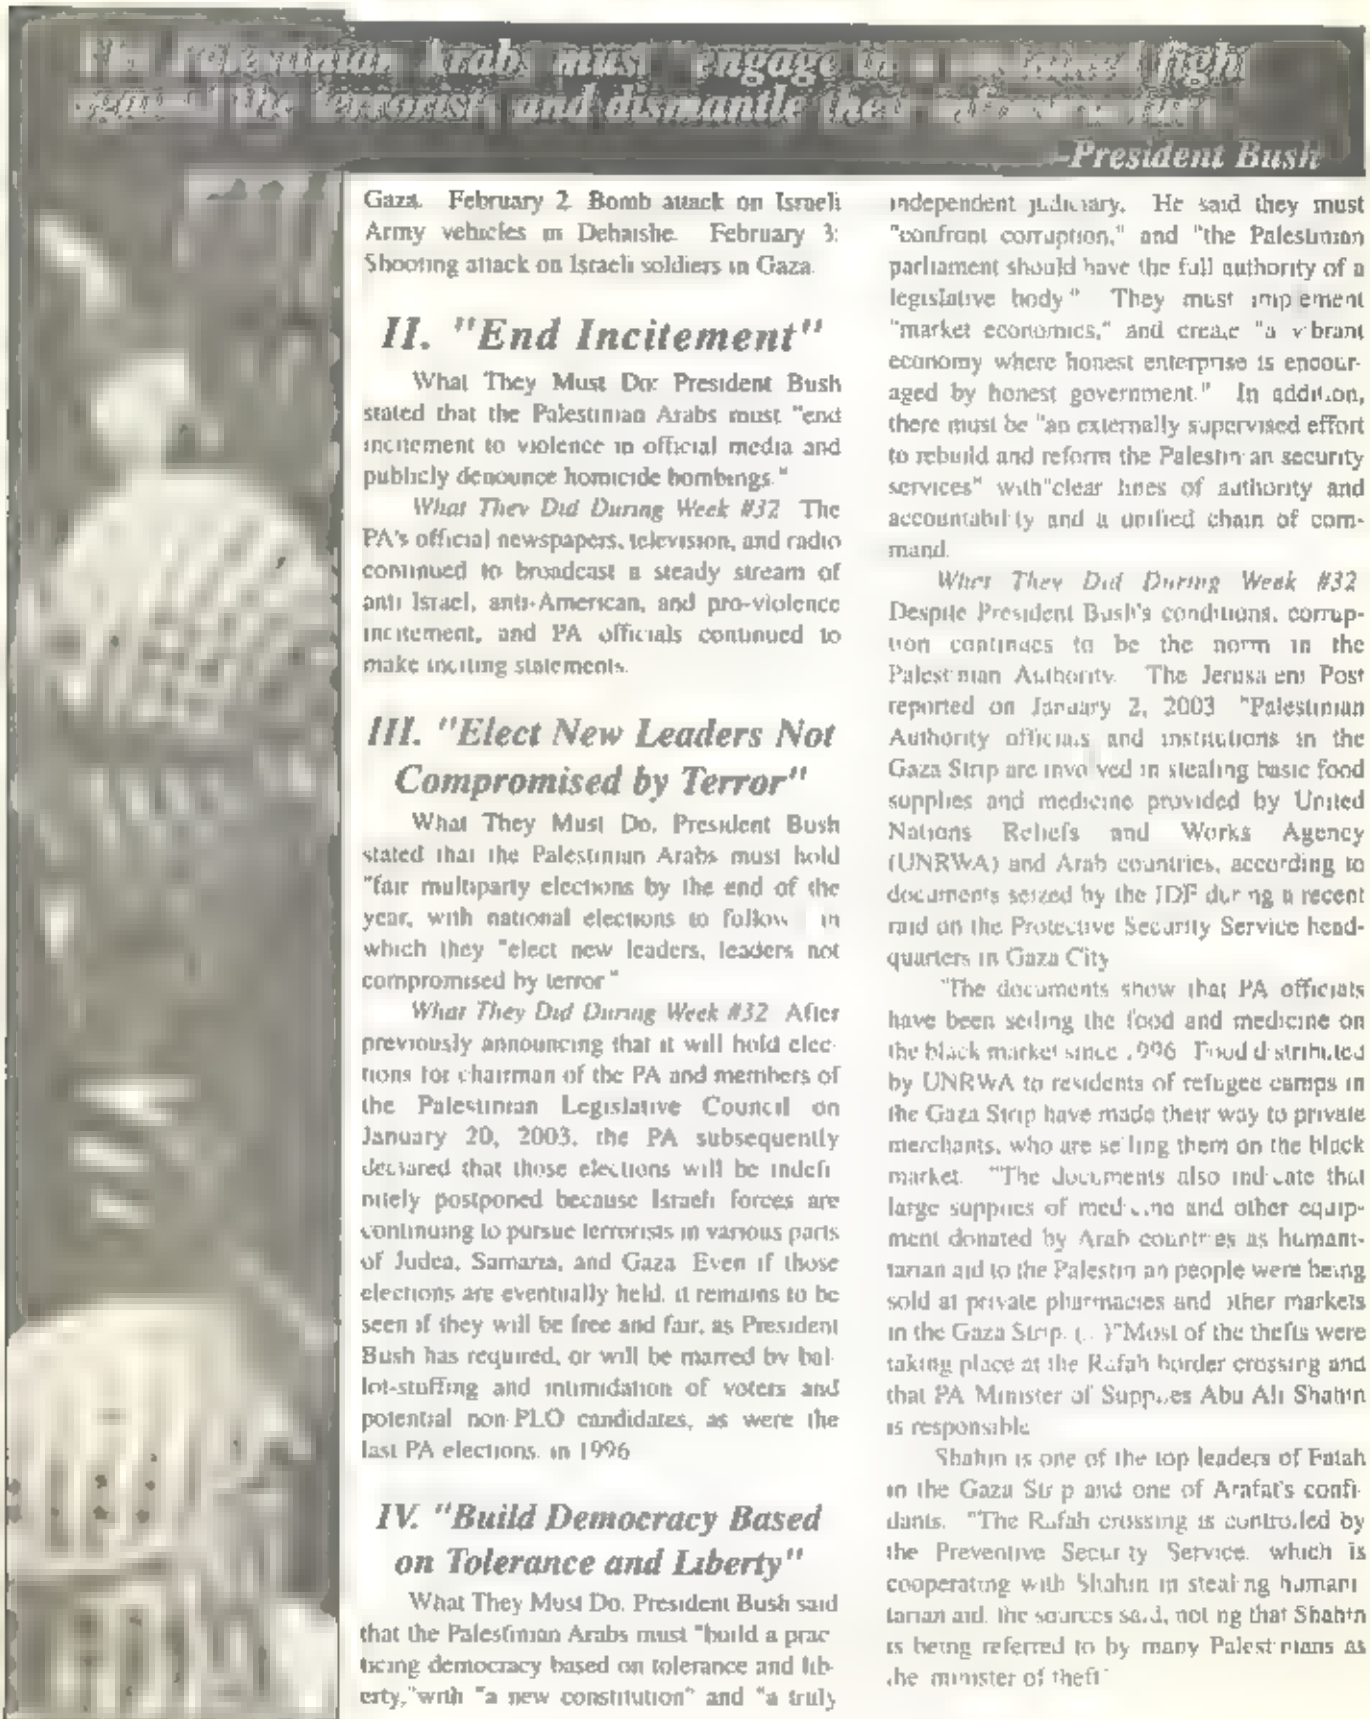 Palestinian Arabs must "engage in a fight
against the terrorists and dismantle their
-President Bush
Gaza. February 2: Bomb attack on Israeli
Army vehicles in Dehaishe. February 3:
Shooting attack on Israeli soldiers in Gaza.
II. "End Incitement"
What They Must Do: President Bush
stated that the Palestinian Arabs must "end
incitement to violence in official media and
publicly denounce homicide bombings."
What They Did During Week #32 The
PA's official newspapers, television, and radio
continued to broadcast a steady stream of
anti Israel, anti-American, and pro-violence
incitement, and PA officials continued to
make inciting statements.
III. "Elect New Leaders Not
Compromised by Terror"
What They Must Do. President Bush
stated that the Palestinian Arabs must hold
"fair multiparty elections by the end of the
year, with national elections to follow in
which they "elect new leaders, leaders not
compromised by terror"
What They Did During Week #32 After
previously announcing that it will hold elec-
tions for chairman of the PA and members of
the Palestinian Legislative Council on
January 20, 2003, the PA subsequently
declared that those elections will be indefi
nitely postponed because Israeli forces are
continuing to pursue terrorists in various parts
of Judea, Samaria, and Gaza Even if those
elections are eventually held, it remains to be
seen if they will be free and fair, as President
Bush has required, or will be marred by bal-
lot-stuffing and intimidation of voters and
potential non-PLO candidates, as were the
last PA elections, in 1996
IV. "Build Democracy Based
on Tolerance and Liberty"
What They Must Do. President Bush said
that the Palestinian Arabs must "build a prac
ticing democracy based on tolerance and lib-
erty,"with "a new constitution" and "a truly
independent judiciary. He said they must
"confront corruption," and "the Palestinian
parliament should have the full authority of a
legislative body" They must implement
"market economics," and create "a vibrant
economy where honest enterprise is encour-
aged by honest government." In addition,
there must be "an externally supervised effort
to rebuild and reform the Palestinian security
services" with"clear lines of authority and
accountability and a unified chain of com-
mand.
What They Did During Week #32
Despite President Bush's conditions, corrup-
tion continues to be the norm in the
Palestinian Authority. The Jerusalem Post
reported on January 2, 2003 "Palestinian
Authority officials and institutions in the
Gaza Strip are involved in stealing basic food
supplies and medicine provided by United
Nations Reliefs and Works Agency
(UNRWA) and Arab countries, according to
documents seized by the IDF during a recent
raid on the Protective Security Service head-
quarters in Gaza City
"The documents show that PA officials
have been selling the food and medicine on
the black market since 1996 Food distributed
by UNRWA to residents of refugee camps in
the Gaza Strip have made their way to private
merchants, who are selling them on the black
market. "The documents also indicate that
large supplies of medicine and other equip-
ment donated by Arab countries as humani-
tarian aid to the Palestinian people were being
sold at private pharmacies and other markets
in the Gaza Strip. (...)"Most of the thefts were
taking place at the Rafah border crossing and
that PA Minister of Supplies Abu Ali Shahin
is responsible
Shahin is one of the top leaders of Fatah
in the Gaza Strip and one of Arafat's confi
dants. "The Rafah crossing is controlled by
the Preventive Security Service, which is
cooperating with Shahin in stealing humani
tarian aid, the sources said, noting that Shahin
is being referred to by many Palestinians as
the minister of theft"